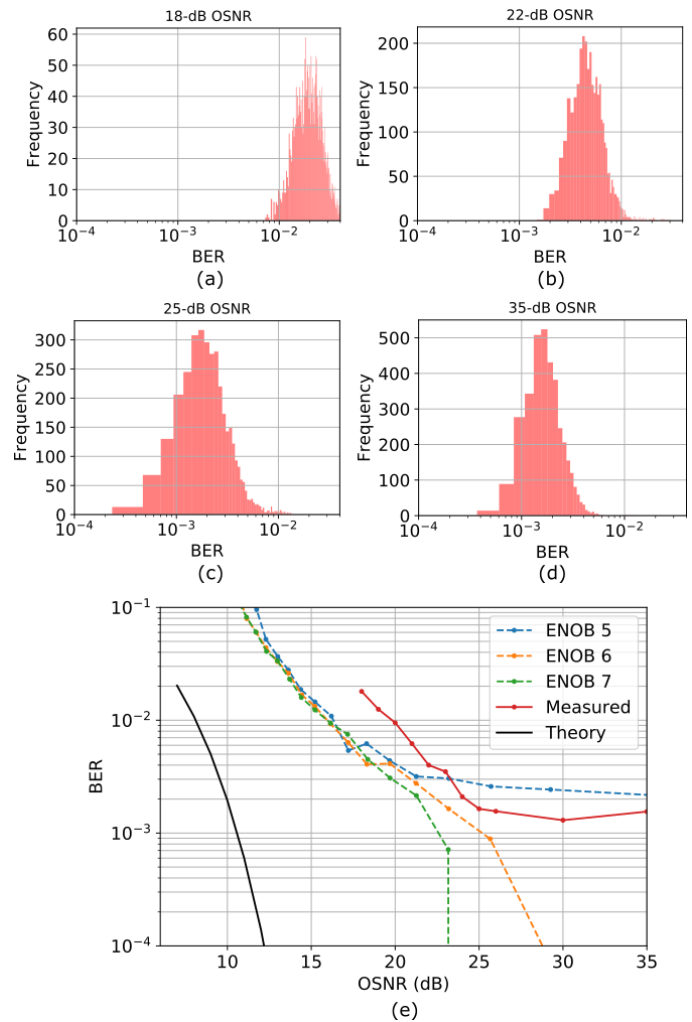 18-dB OSNR
22-dB OSNR
60
50
40
30
20
10
0
Frequency
10⁻⁴
10⁻³
10⁻²
BER
(a)
200
150
100
50
0
Frequency
10⁻⁴
10⁻³
10⁻²
BER
(b)
25-dB OSNR
35-dB OSNR
300
250
200
150
100
50
0
Frequency
10⁻⁴
10⁻³
10⁻²
BER
(c)
500
400
300
200
100
0
Frequency
10⁻⁴
10⁻³
10⁻²
BER
(d)
10⁻¹
10⁻²
10⁻³
10⁻⁴
BER
ENOB 5
ENOB 6
ENOB 7
Measured
Theory
10
15
20
25
30
35
OSNR (dB)
(e)